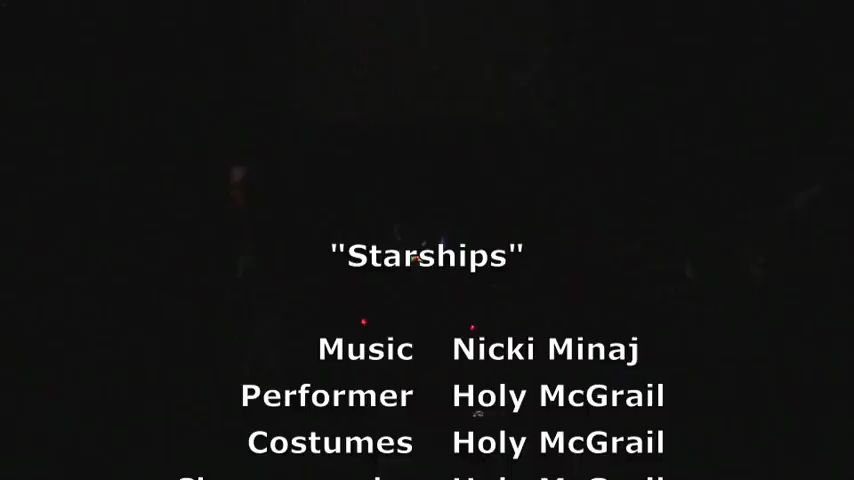 "Starships"
Music Nicki Minaj
Performer Holy McGrail
Costumes Holy McGrail